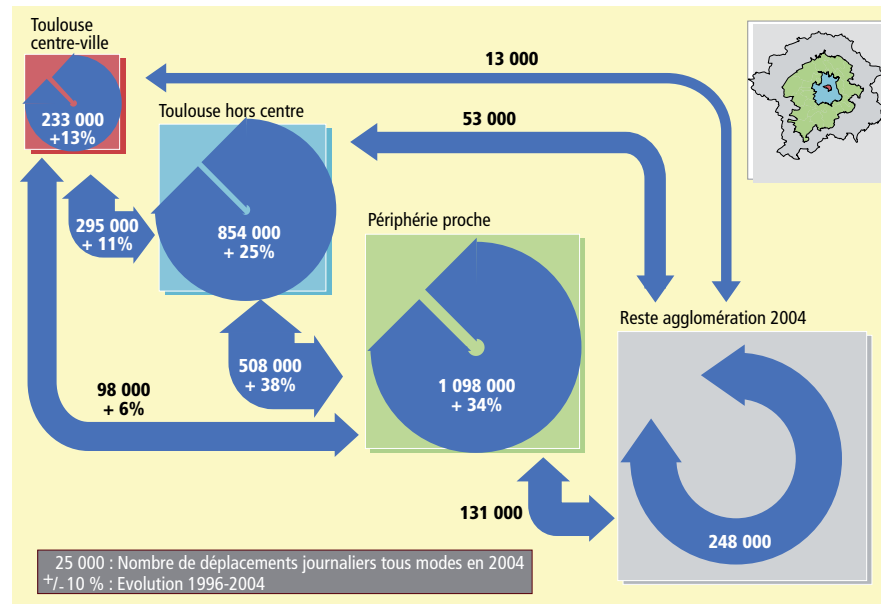 Toulouse
centre-ville
13 000
233 000
+13%
Toulouse hors centre
53 000
295 000
+ 11%
854 000
+ 25%
Périphérie proche
Reste agglomération 2004
508 000
+ 38%
98 000
+ 6%
1 098 000
+ 34%
131 000
248 000
25 000 : Nombre de déplacements journaliers tous modes en 2004
+/- 10 % : Evolution 1996-2004